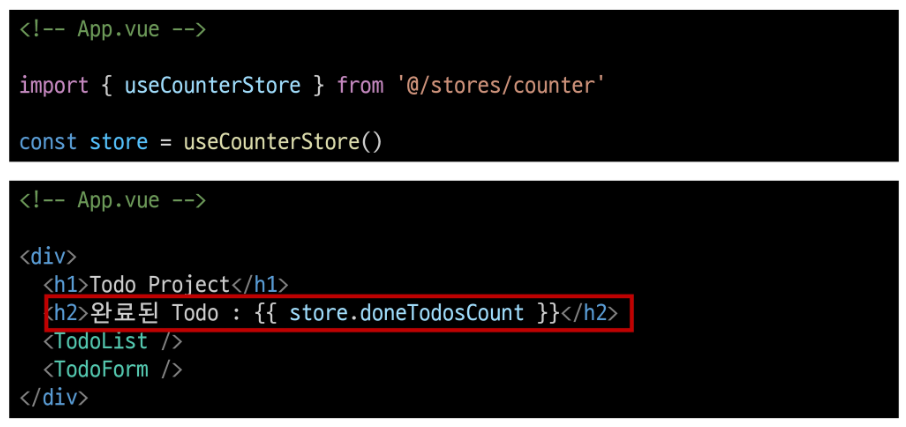 <!-- App.vue -->
import { useCounterStore } from '@/stores/counter'
const store = useCounterStore()
<!-- App.vue -->
<div>
<h1>Todo Project</h1>
<h2>완료된 Todo : {{ store.doneTodosCount }}</h2>
<TodoList />
<TodoForm />
</div>